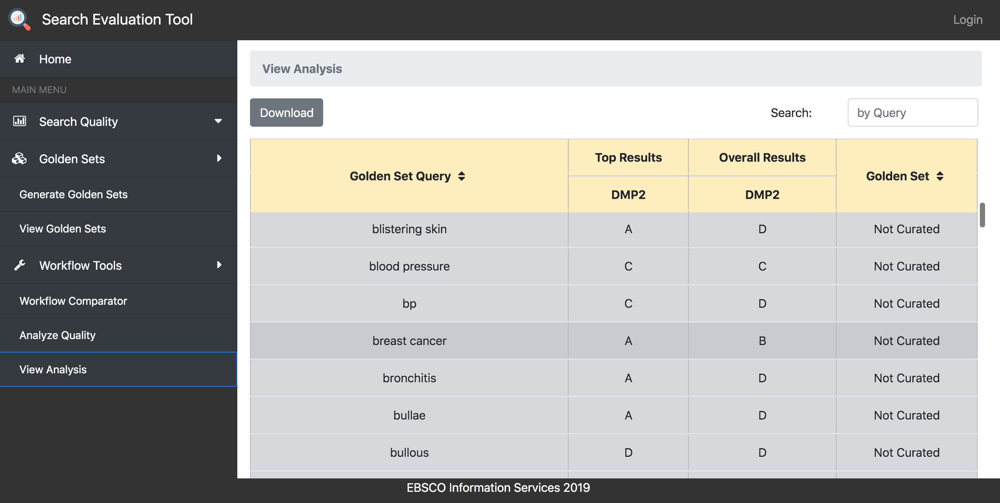 Search Evaluation Tool
Login
Home
MAIN MENU
Search Quality
Golden Sets
Generate Golden Sets
View Golden Sets
Workflow Tools
Workflow Comparator
Analyze Quality
View Analysis
View Analysis
Download
Search: by Query
Golden Set Query Top Results Overall Results Golden Set
DMP2 DMP2
blistering skin A D Not Curated
blood pressure C C Not Curated
bp C D Not Curated
breast cancer A B Not Curated
bronchitis A D Not Curated
bullae A D Not Curated
bullous D D Not Curated
EBSCO Information Services 2019